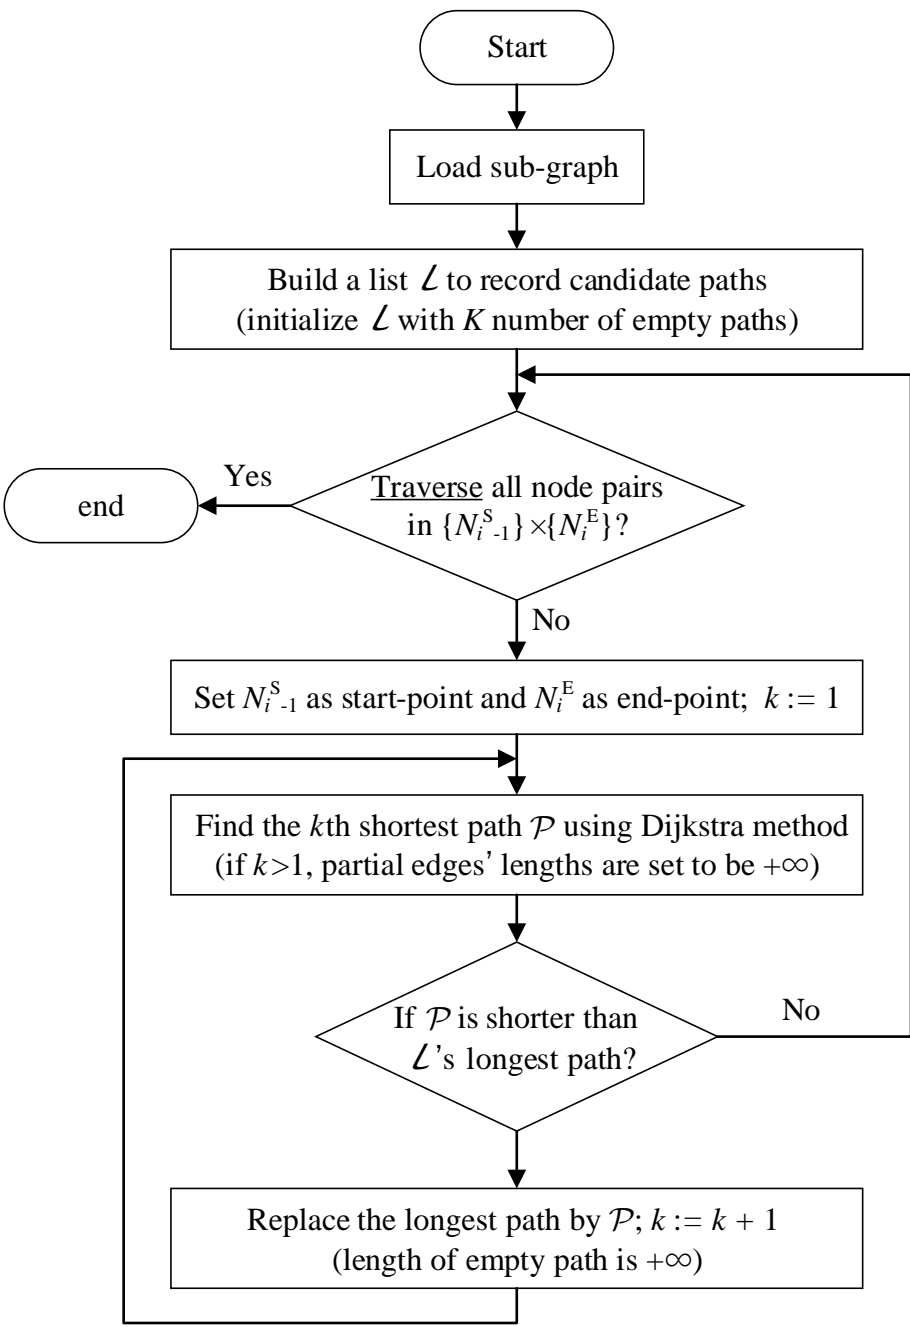 Start
Load sub-graph
Build a list ℒ to record candidate paths
(initialize ℒ with K number of empty paths)
Traverse all node pairs
in {N_{i-1}^S}×{N_i^E}?
Yes
end
No
Set N_{i-1}^S as start-point and N_i^E as end-point; k := 1
Find the kth shortest path 𝒫 using Dijkstra method
(if k>1, partial edges’ lengths are set to be +∞)
If 𝒫 is shorter than
ℒ’s longest path?
No
Replace the longest path by 𝒫; k := k + 1
(length of empty path is +∞)